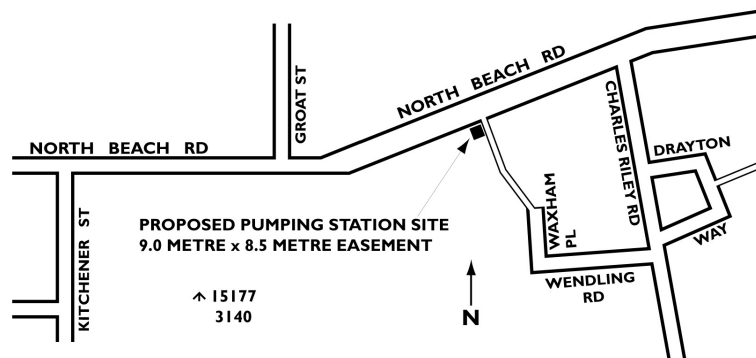 NORTH BEACH RD
GROAT ST
NORTH BEACH RD
CHARLES RILEY RD
DRAYTON
WAY
KITCHENER ST
PROPOSED PUMPING STATION SITE
9.0 METRE x 8.5 METRE EASEMENT
WAXHAM
PL
WENDLING
RD
↑ 15177
3140
N